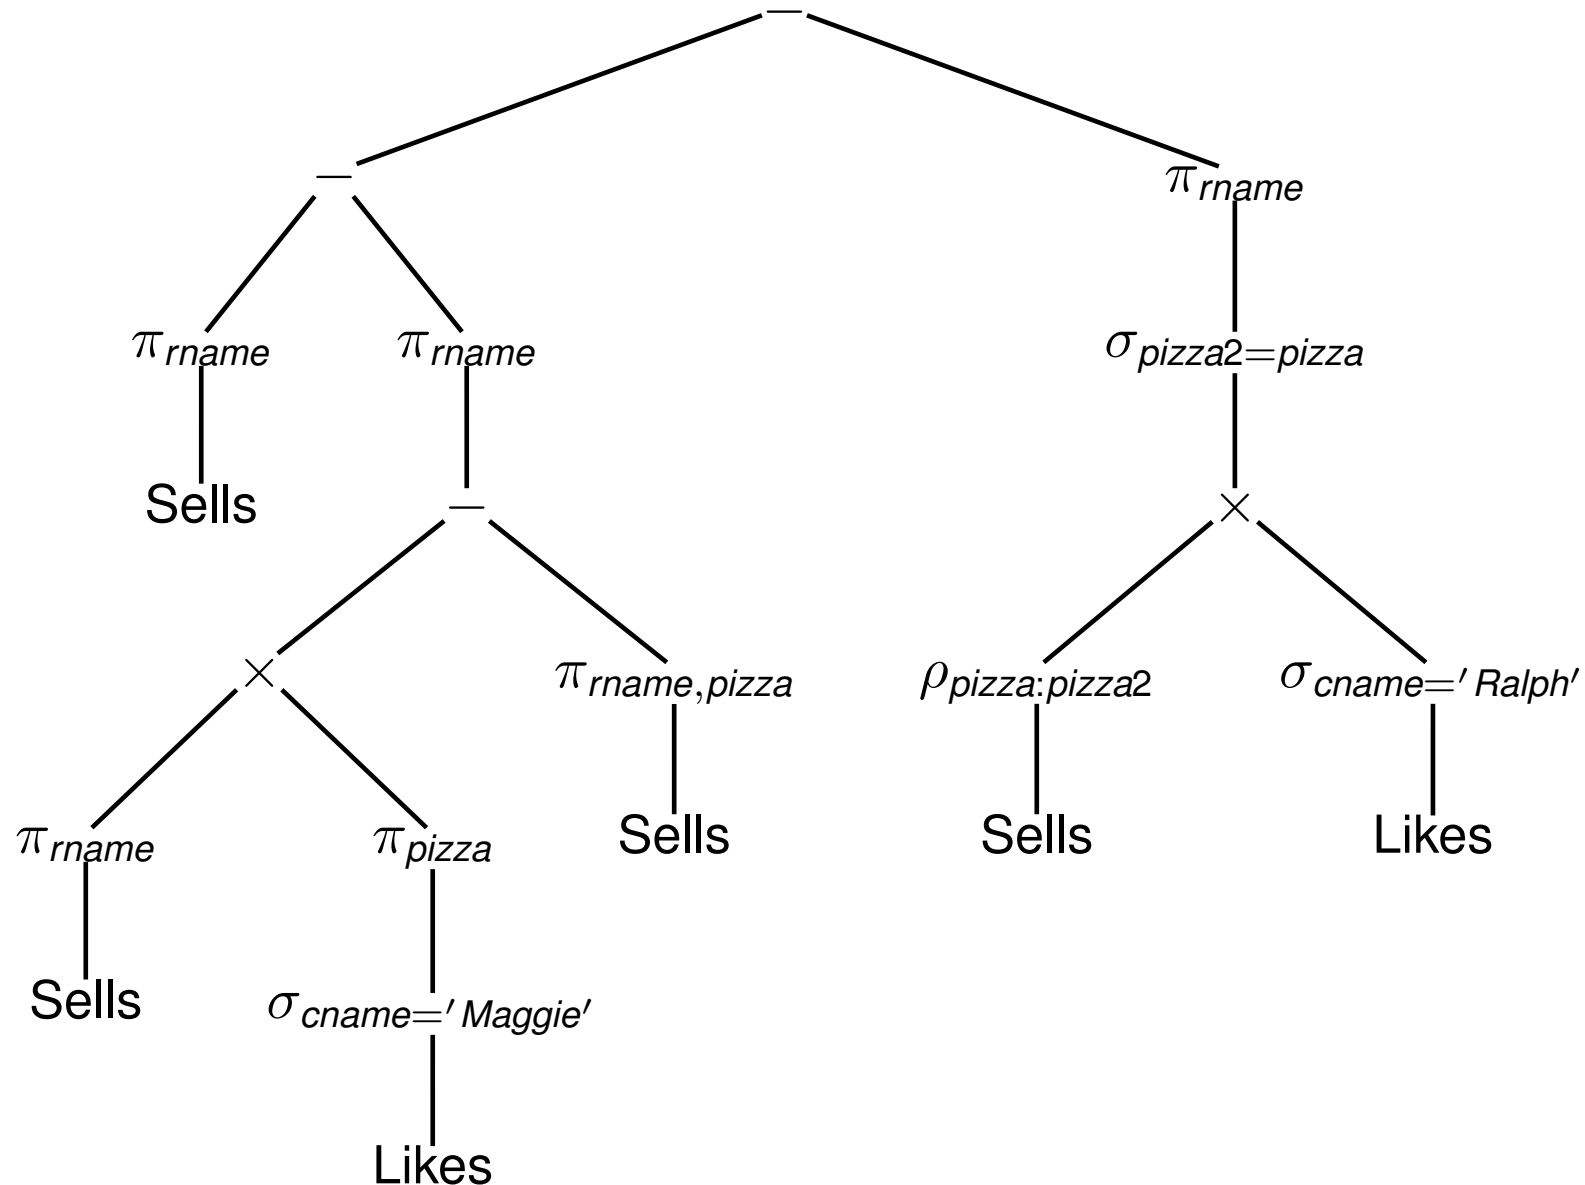 −
− π rname
π rname π rname σ pizza2=pizza
Sells − ×
× π rname,pizza ρ pizza:pizza2 σ cname='Ralph'
π rname π pizza Sells Sells Likes
Sells σ cname='Maggie'
Likes